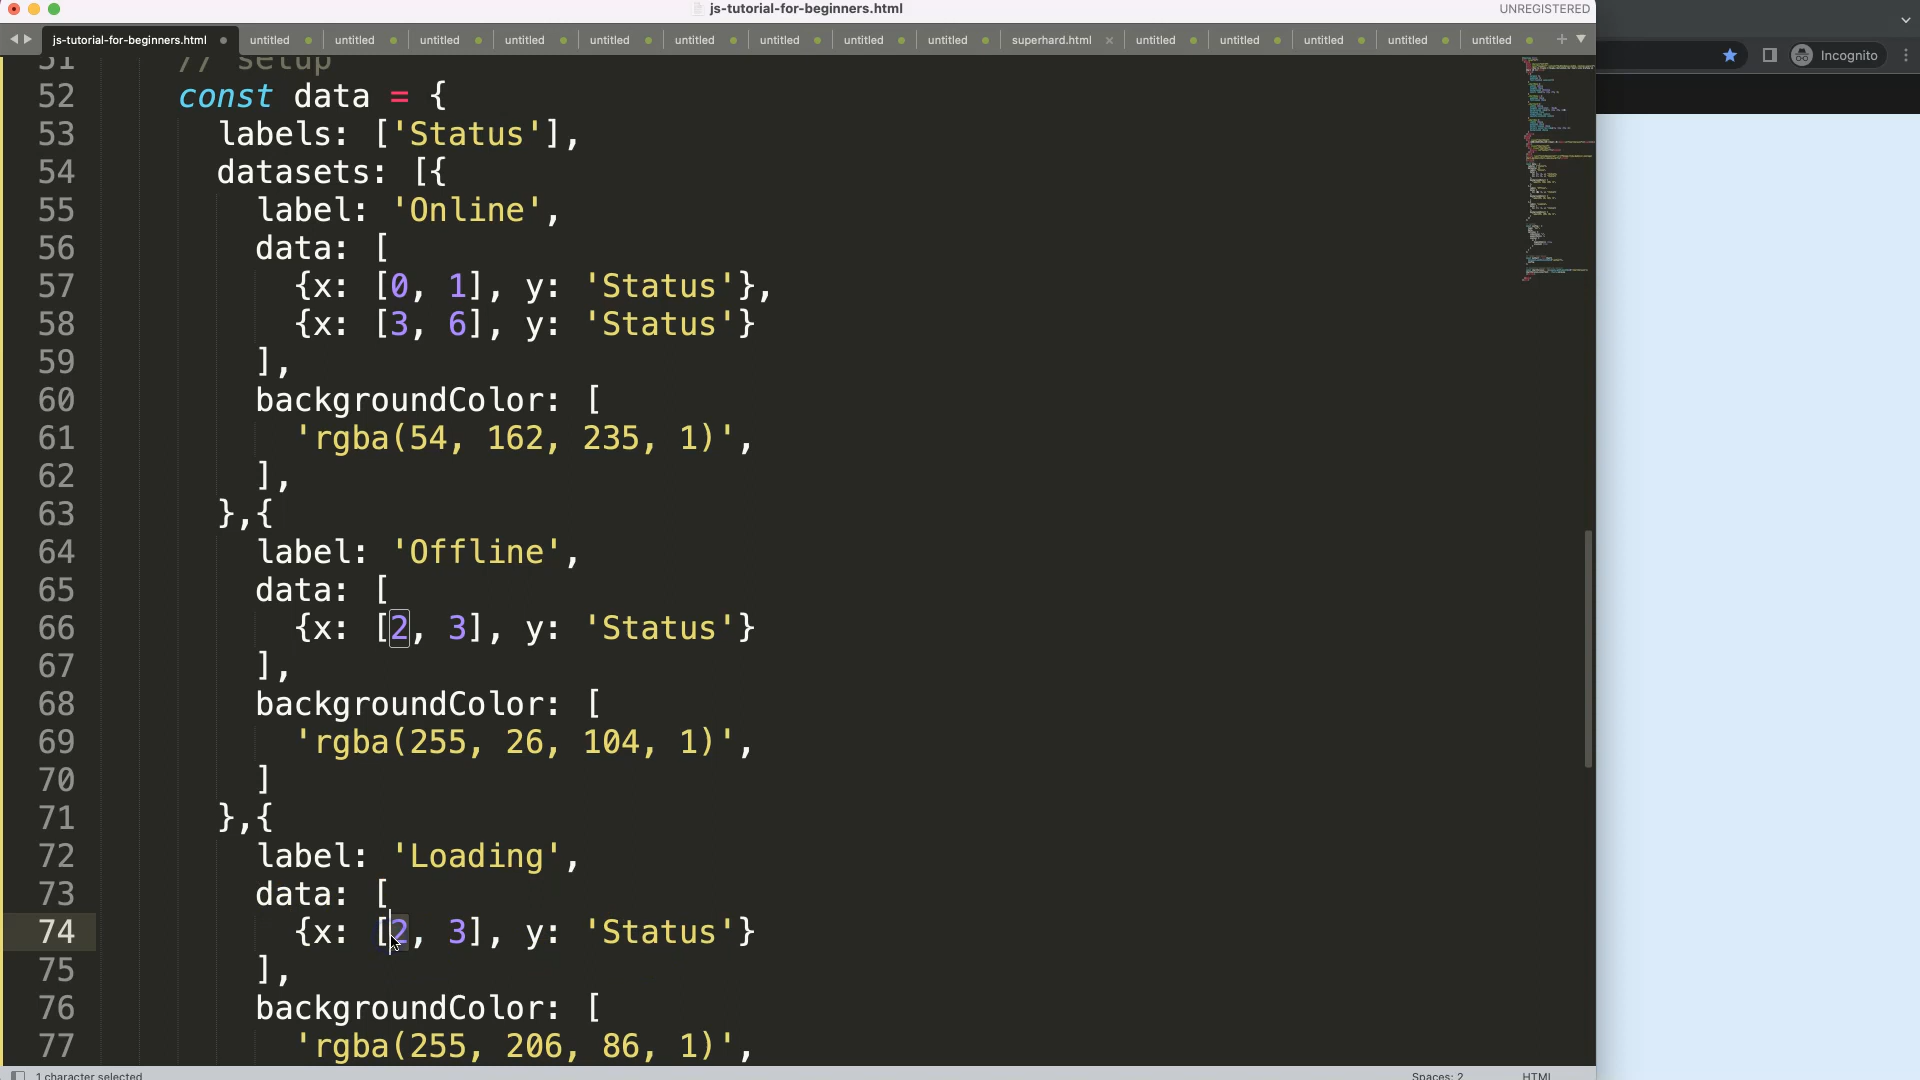 js-tutorial-for-beginners.html
UNREGISTERED
js-tutorial-for-beginners.html untitled untitled untitled untitled untitled untitled untitled untitled untitled superhard.html untitled untitled untitled untitled untitled
Incognito
51 // setup
52 const data = {
53 labels: ['Status'],
54 datasets: [{
55 label: 'Online',
56 data: [
57 {x: [0, 1], y: 'Status'},
58 {x: [3, 6], y: 'Status'}
59 ],
60 backgroundColor: [
61 'rgba(54, 162, 235, 1)',
62 ],
63 },{
64 label: 'Offline',
65 data: [
66 {x: [2, 3], y: 'Status'}
67 ],
68 backgroundColor: [
69 'rgba(255, 26, 104, 1)',
70 ]
71 },{
72 label: 'Loading',
73 data: [
74 {x: [2, 3], y: 'Status'}
75 ],
76 backgroundColor: [
77 'rgba(255, 206, 86, 1)',
1 character selected
Spaces: 2
HTML